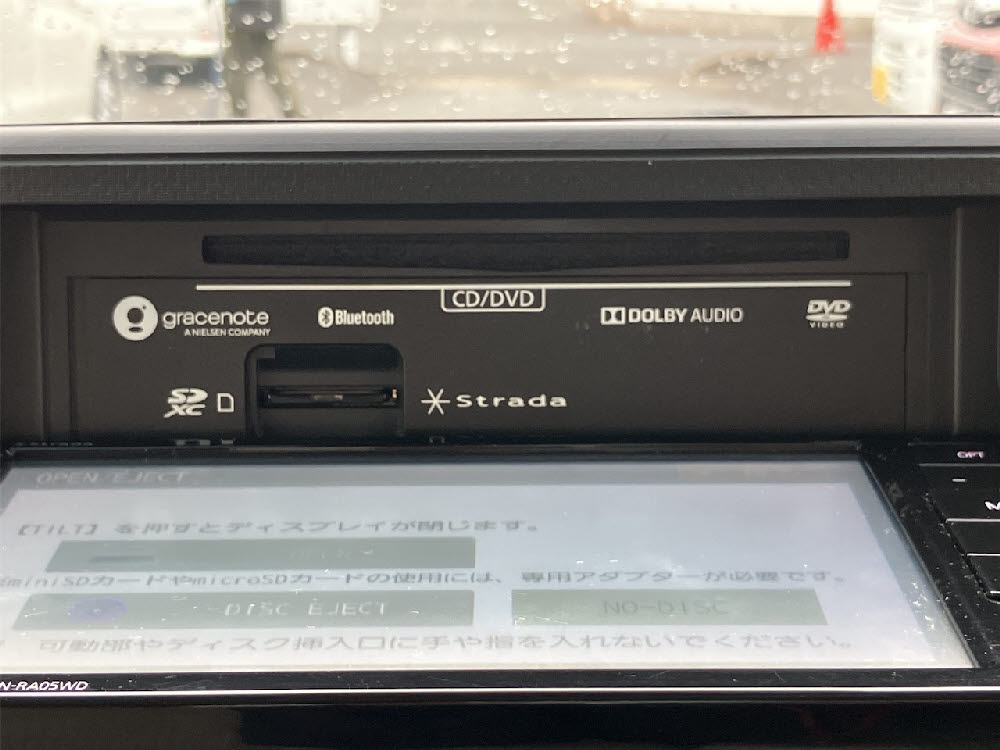 CD/DVD
gracenote
A NIELSEN COMPANY
Bluetooth
DOLBY AUDIO
DVD
VIDEO
SD
XC
Strada
OPT
OPEN/EJECT
【TILT】を押すとディスプレイが閉じます。
miniSDカードやmicroSDカードの使用には、専用アダプターが必要です。
DISC EJECT
NO-DISC
可動部やディスク挿入口に手や指を入れないでください。
N-RA05WD